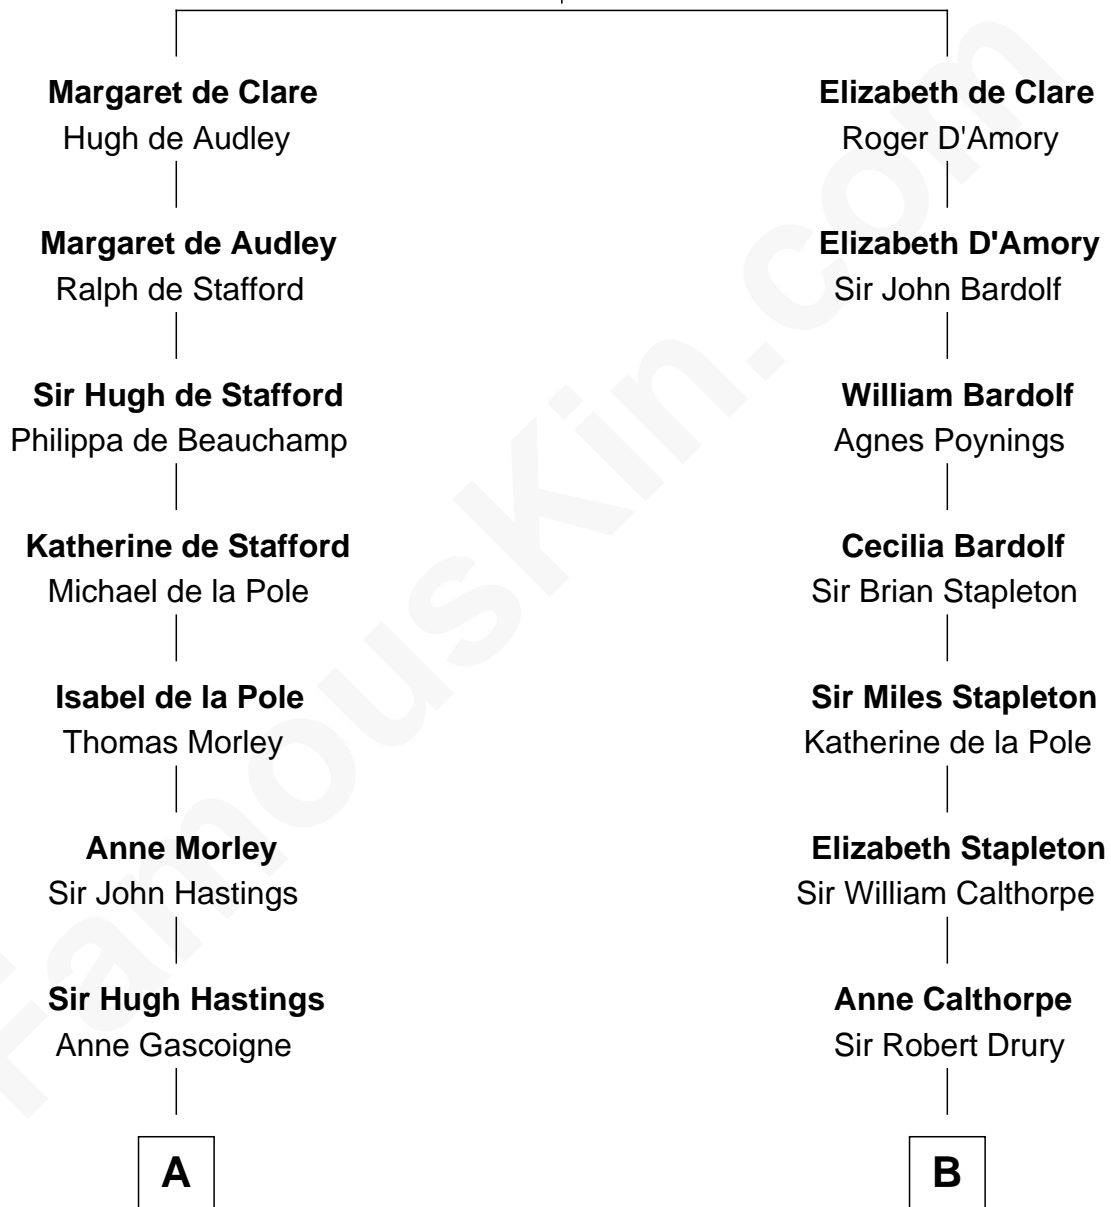 Margaret de Clare
Hugh de Audley
Margaret de Audley
Ralph de Stafford
Sir Hugh de Stafford
Philippa de Beauchamp
Katherine de Stafford
Michael de la Pole
Isabel de la Pole
Thomas Morley
Anne Morley
Sir John Hastings
Sir Hugh Hastings
Anne Gascoigne
A
Elizabeth de Clare
Roger D'Amory
Elizabeth D'Amory
Sir John Bardolf
William Bardolf
Agnes Poynings
Cecilia Bardolf
Sir Brian Stapleton
Sir Miles Stapleton
Katherine de la Pole
Elizabeth Stapleton
Sir William Calthorpe
Anne Calthorpe
Sir Robert Drury
B
FamousKin.com